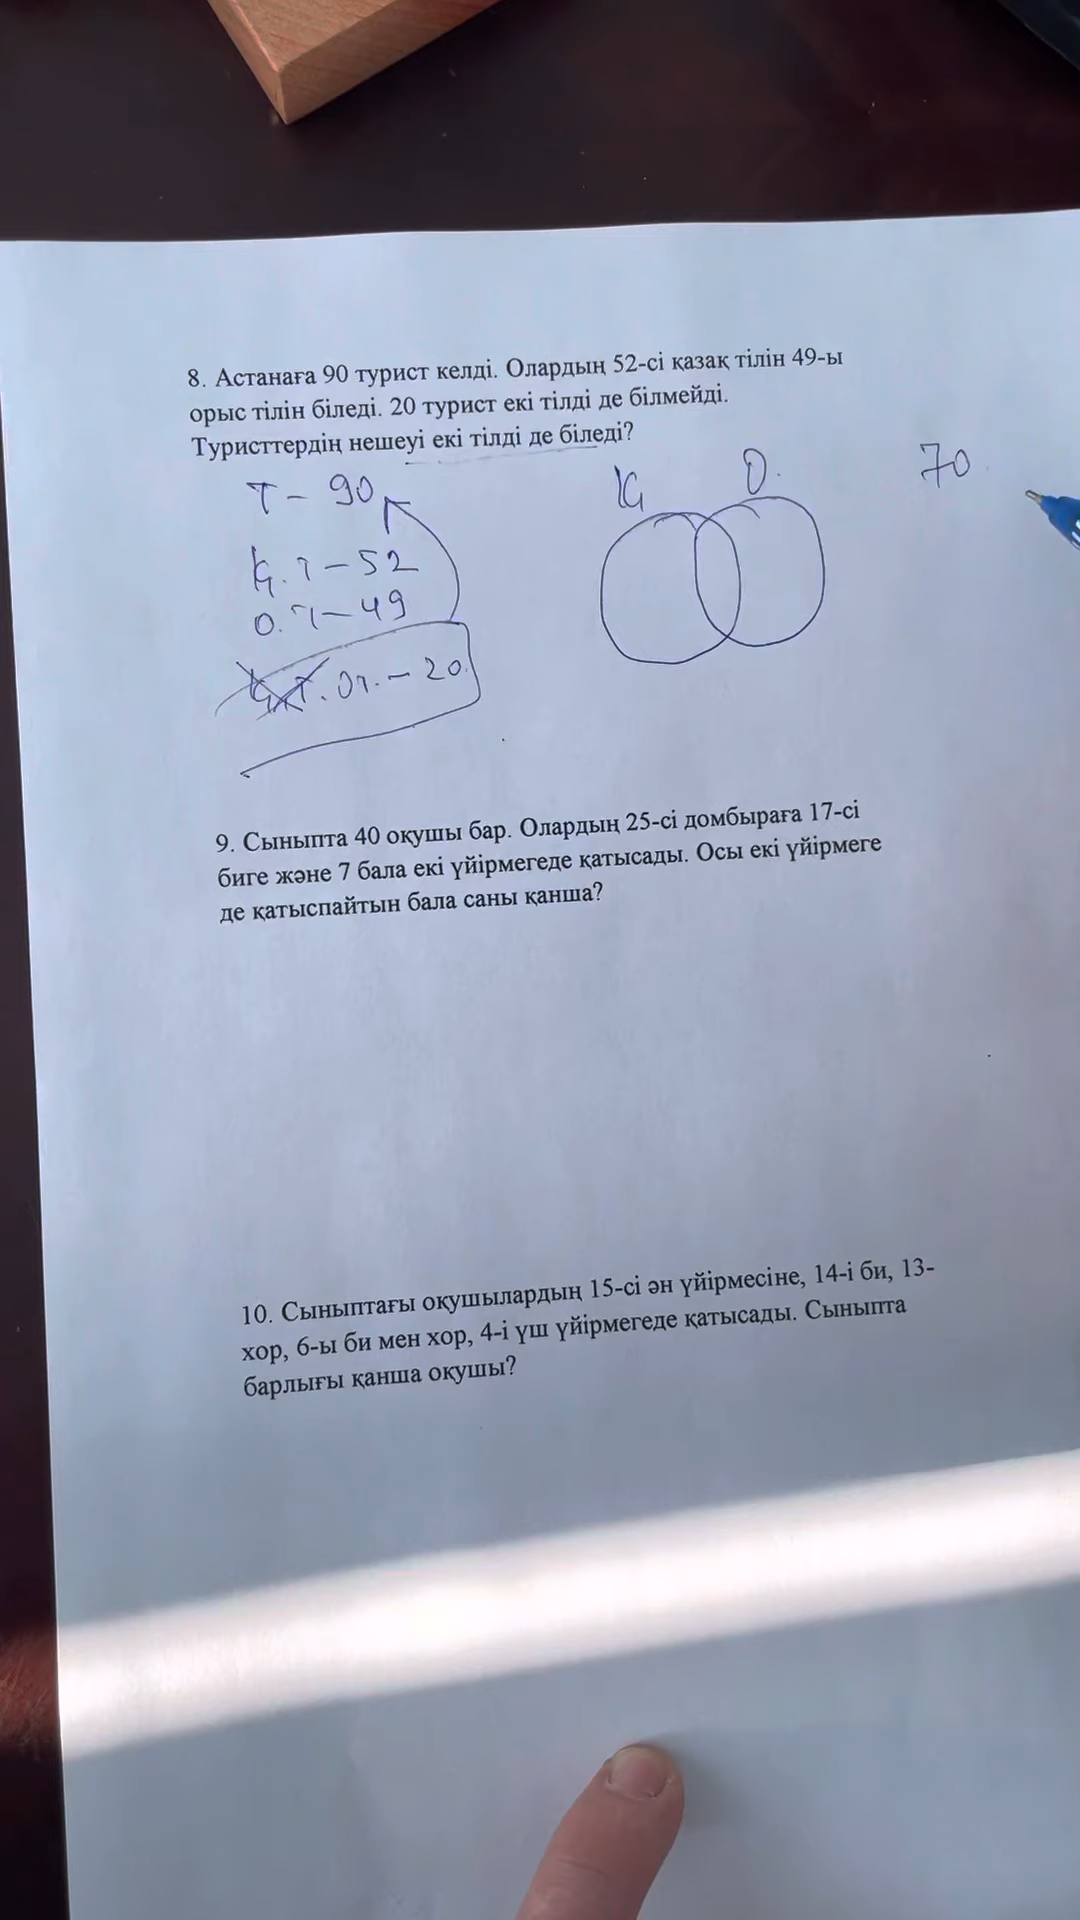 8. Астанаға 90 турист келді. Олардың 52-сі қазақ тілін 49-ы
орыс тілін біледі. 20 турист екі тілді де білмейді.
Туристтердің нешеуі екі тілді де біледі?
Т – 90
Қ О. 70
Қ.Т – 52
О.Т – 49
От. – 20
9. Сыныпта 40 оқушы бар. Олардың 25-сі домбыраға 17-сі
биге және 7 бала екі үйірмегеде қатысады. Осы екі үйірмеге
де қатыспайтын бала саны қанша?
10. Сыныптағы оқушылардың 15-сі ән үйірмесіне, 14-і би, 13-
хор, 6-ы би мен хор, 4-і үш үйірмегеде қатысады. Сыныпта
барлығы қанша оқушы?